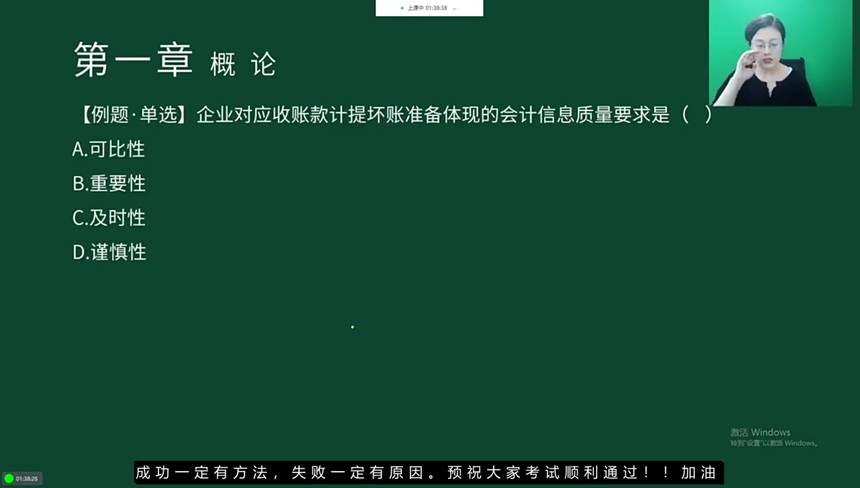 上课中 01:38:38
第一章 概 论
【例题·单选】企业对应收账款计提坏账准备体现的会计信息质量要求是（ ）
A.可比性
B.重要性
C.及时性
D.谨慎性
激活 Windows
转到"设置"以激活 Windows。
01:38:26
成功一定有方法，失败一定有原因。预祝大家考试顺利通过！！加油